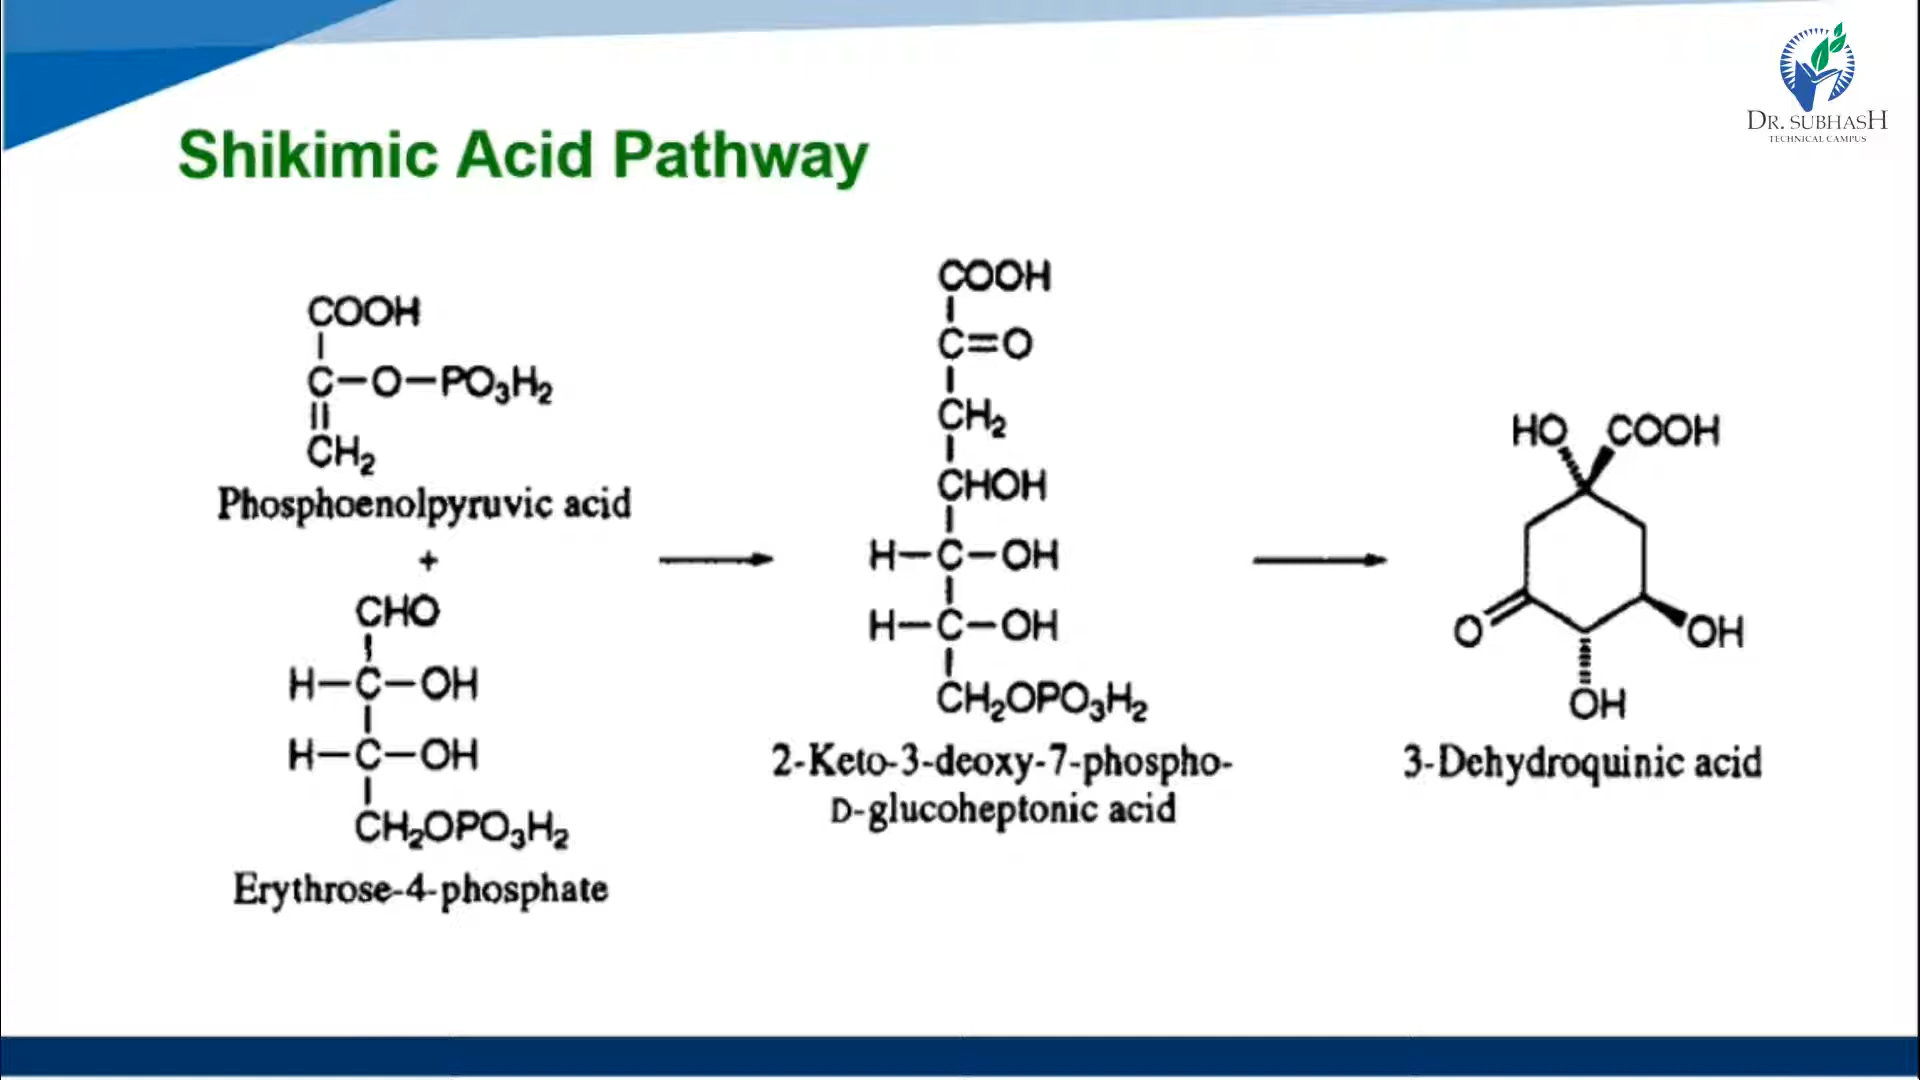 DR. SUBHASH
TECHNICAL CAMPUS
Shikimic Acid Pathway
COOH
C–O–PO₃H₂
CH₂
Phosphoenolpyruvic acid
+
CHO
H–C–OH
H–C–OH
CH₂OPO₃H₂
Erythrose-4-phosphate
COOH
C=O
CH₂
CHOH
H–C–OH
H–C–OH
CH₂OPO₃H₂
2-Keto-3-deoxy-7-phospho-
D-glucoheptonic acid
HO COOH
O
OH
OH
3-Dehydroquinic acid